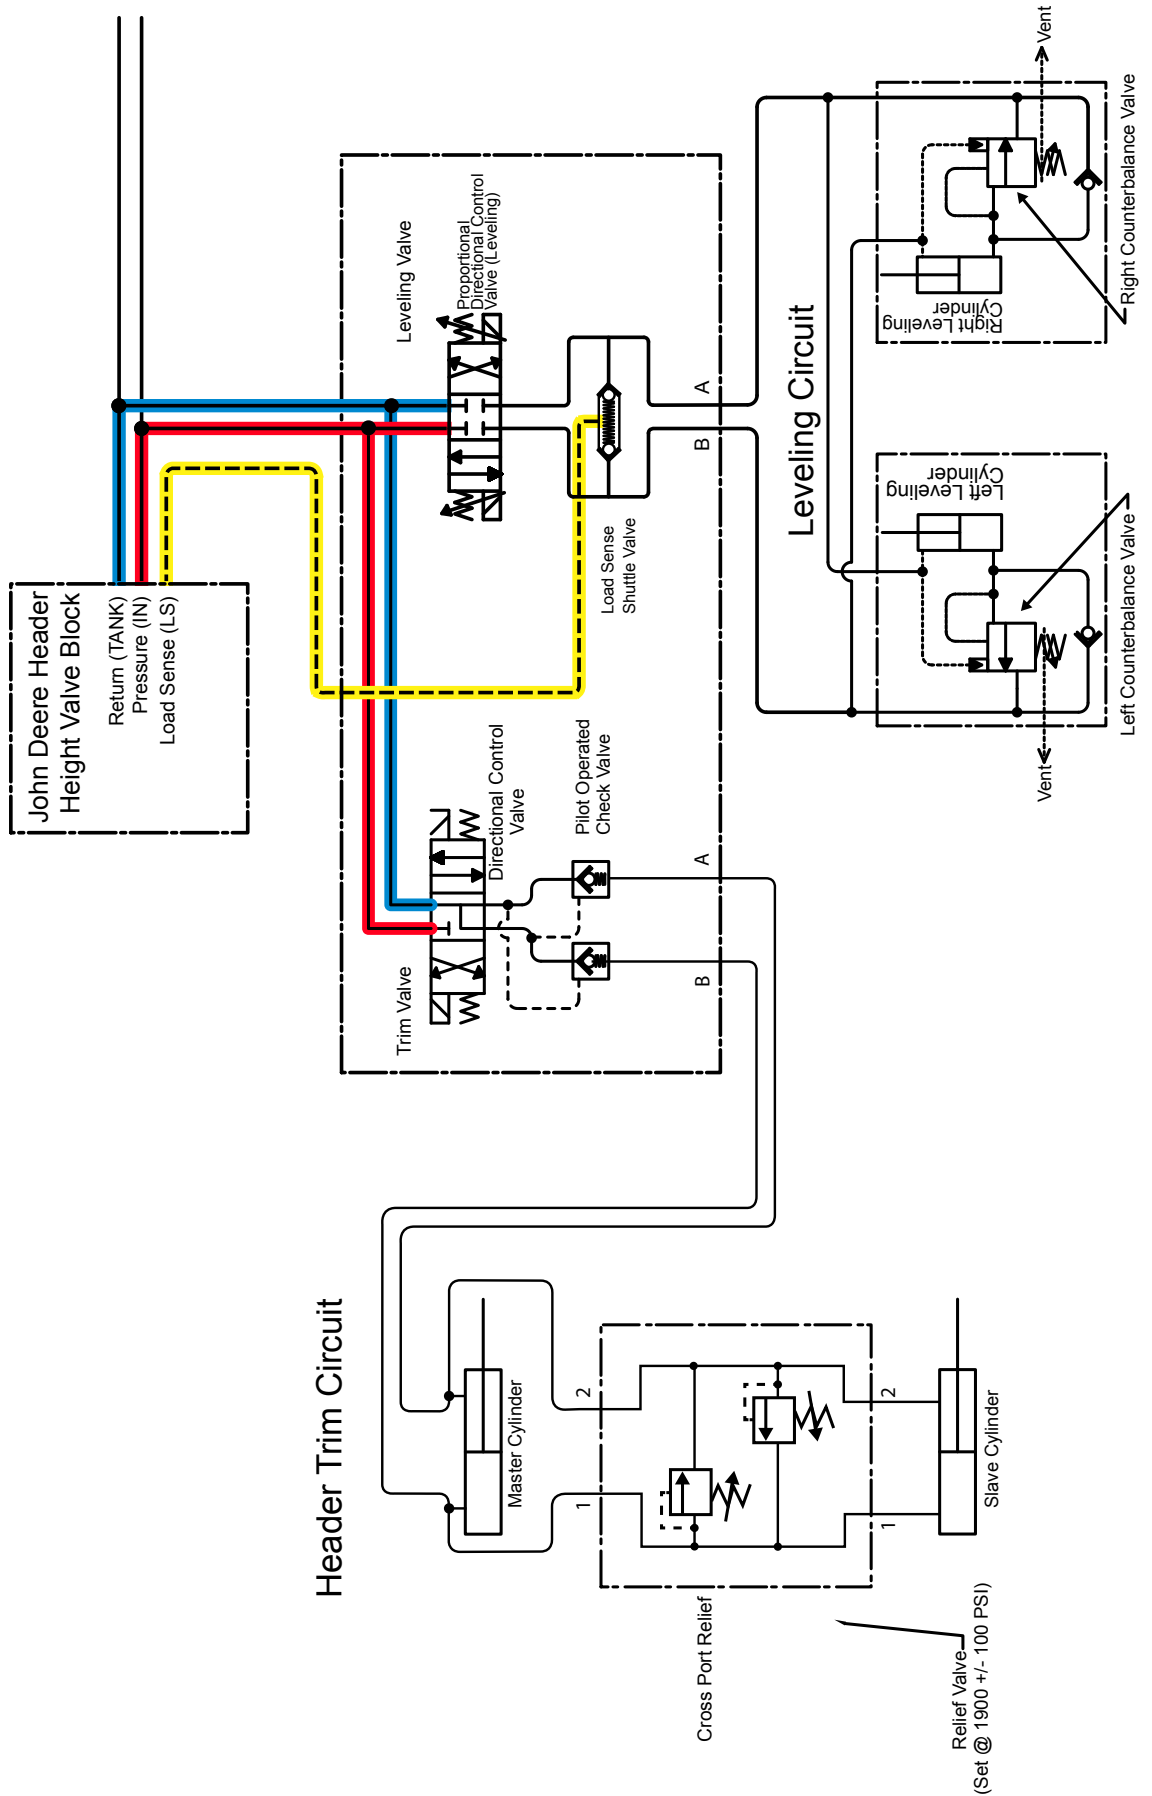 John Deere Header
Height Valve Block
Return (TANK)
Pressure (IN)
Load Sense (LS)
Leveling Valve
Proportional
Directional Control
Valve (Leveling)
Load Sense
Shuttle Valve
A
B
Trim Valve
Directional Control
Valve
Pilot Operated
Check Valve
A
B
Leveling Circuit
Vent
Right Leveling
Cylinder
Right Counterbalance Valve
Left Leveling
Cylinder
Left Counterbalance Valve
Vent
Header Trim Circuit
Master Cylinder
2
1
2
1
Slave Cylinder
Cross Port Relief
Relief Valve
(Set @ 1900 +/- 100 PSI)